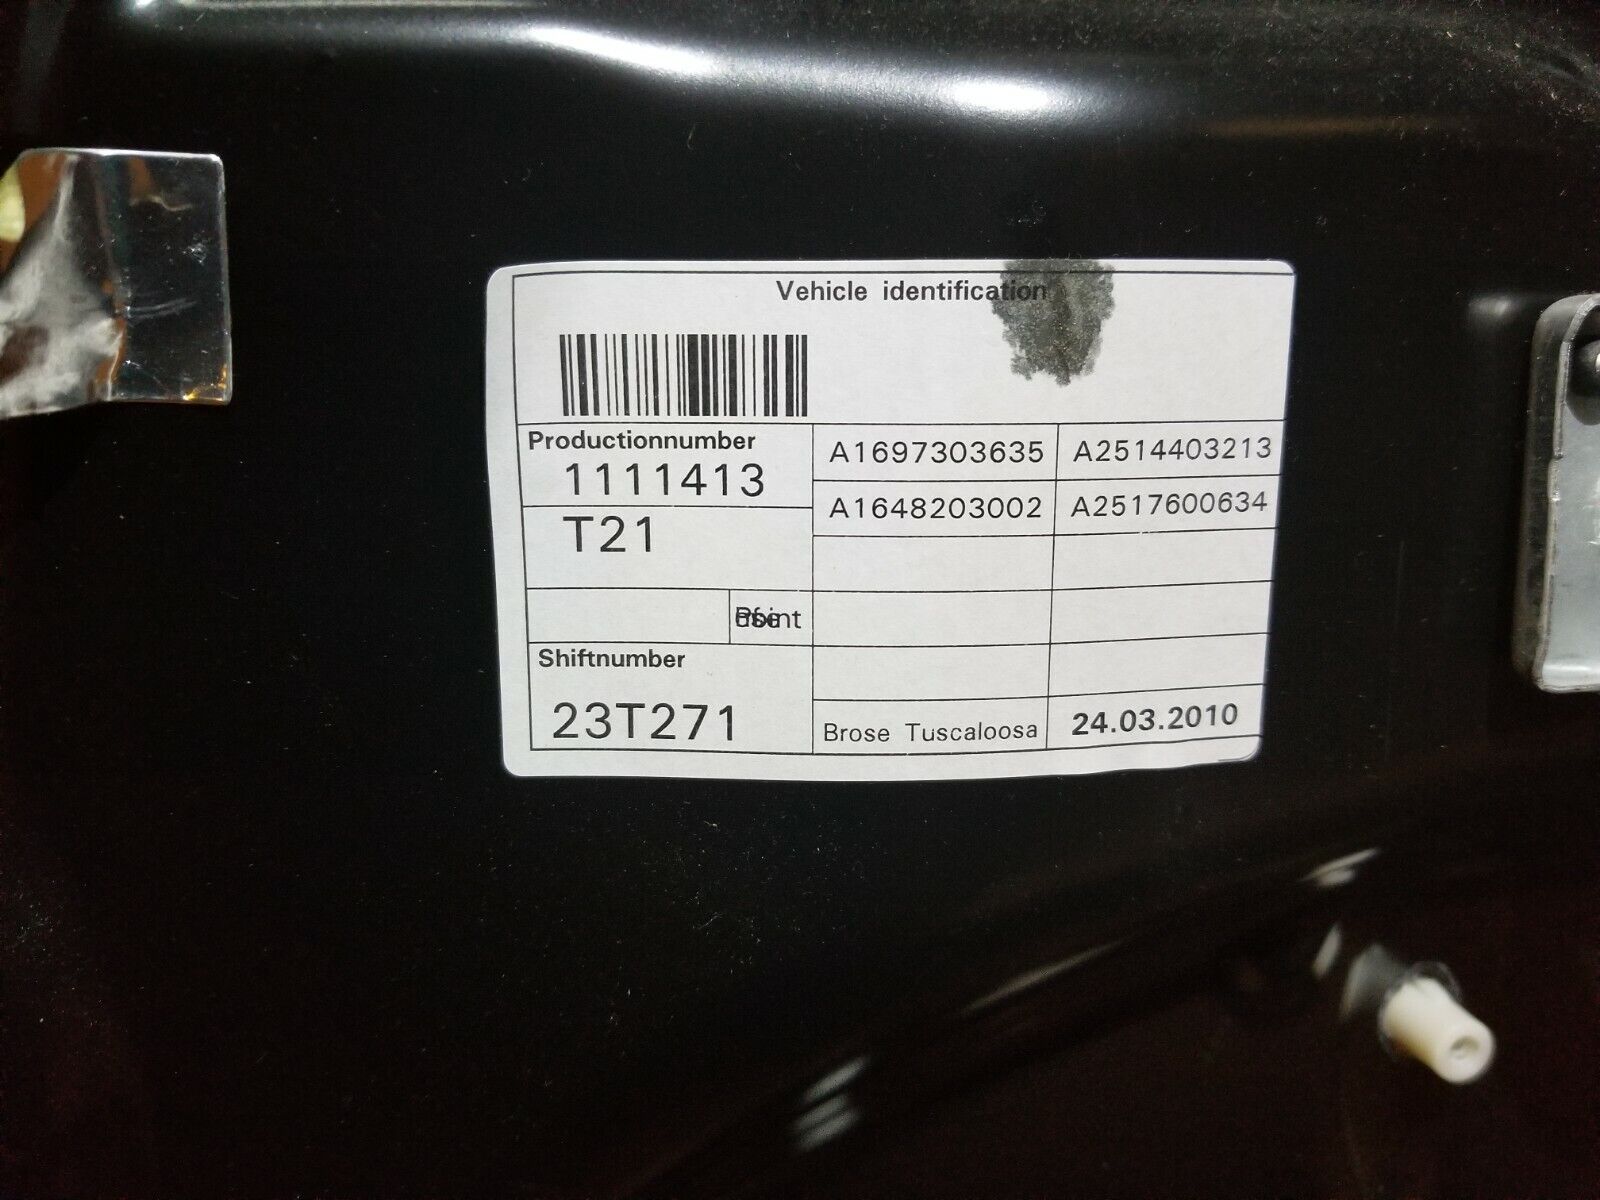 Vehicle identification
Productionnumber
1111413
T21
A1697303635 A2514403213
A1648203002 A2517600634
Shiftnumber
23T271
Brose Tuscaloosa 24.03.2010